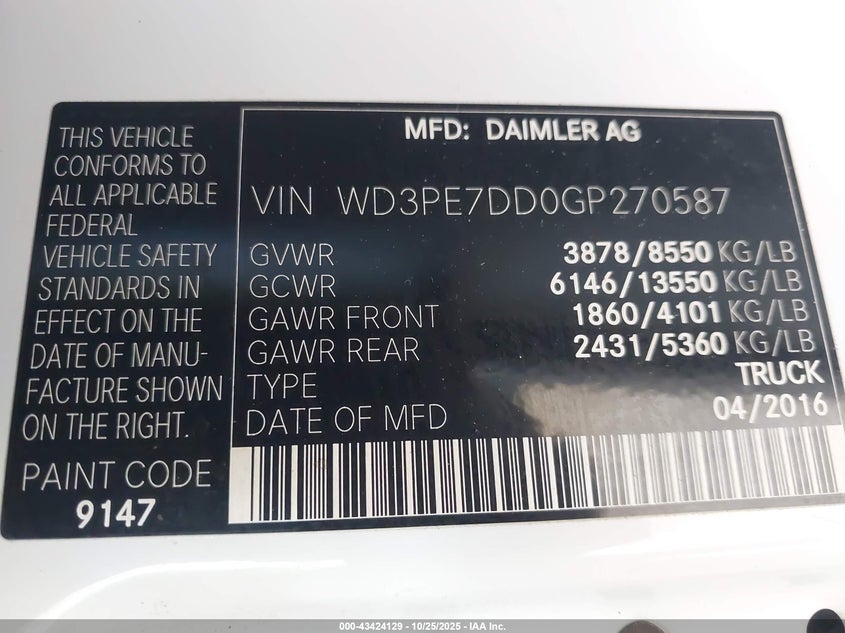 THIS VEHICLE
CONFORMS TO
ALL APPLICABLE
FEDERAL
VEHICLE SAFETY
STANDARDS IN
EFFECT ON THE
DATE OF MANU-
FACTURE SHOWN
ON THE RIGHT.
PAINT CODE
9147
MFD: DAIMLER AG
VIN WD3PE7DD0GP270587
GVWR 3878/8550 KG/LB
GCWR 6146/13550 KG/LB
GAWR FRONT 1860/4101 KG/LB
GAWR REAR 2431/5360 KG/LB
TYPE TRUCK
DATE OF MFD 04/2016
000-43424129 - 10/25/2025 - IAA Inc.